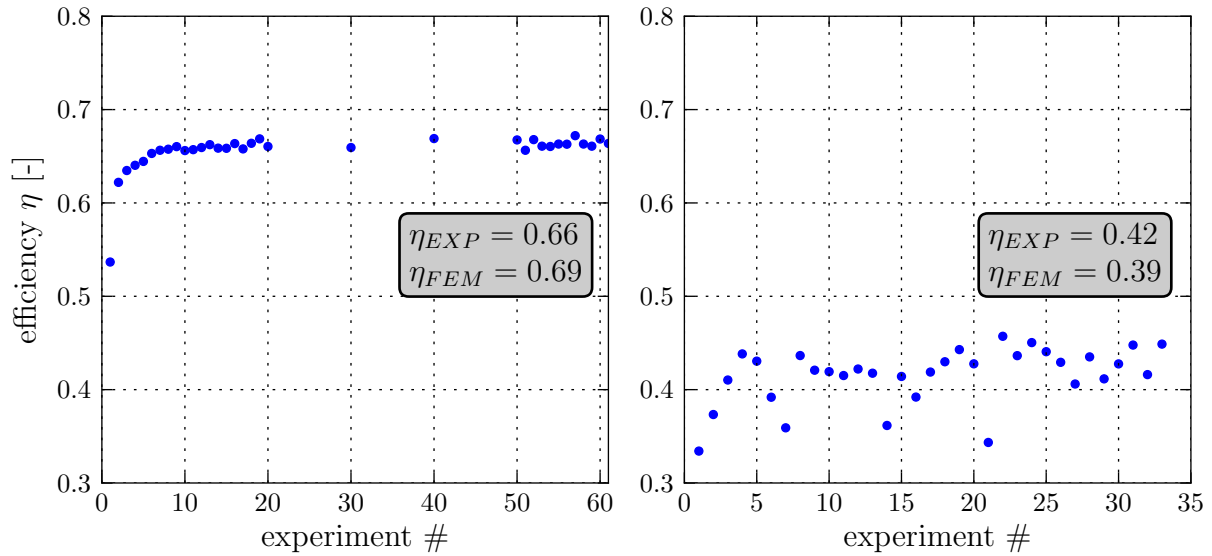 0.8
0.7
0.6
0.5
0.4
0.3
efficiency η [-]
0 10 20 30 40 50 60
experiment #
η_EXP = 0.66
η_FEM = 0.69
0.8
0.7
0.6
0.5
0.4
0.3
0 5 10 15 20 25 30 35
experiment #
η_EXP = 0.42
η_FEM = 0.39